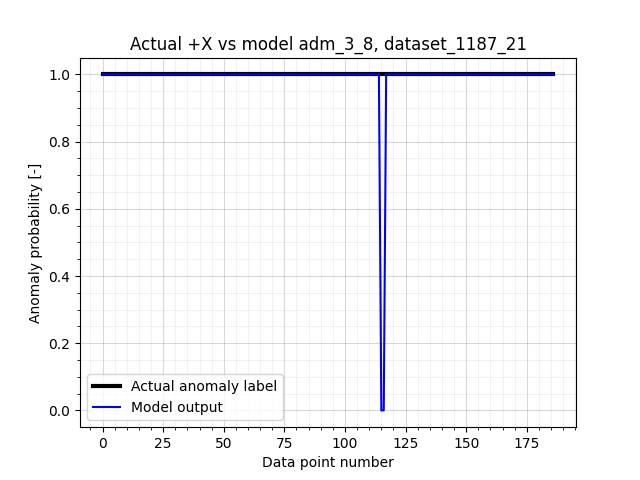 Actual +X vs model adm_3_8, dataset_1187_21
Anomaly probability [-]
1.0
0.8
0.6
0.4
0.2
0.0
Actual anomaly label
Model output
0 25 50 75 100 125 150 175
Data point number